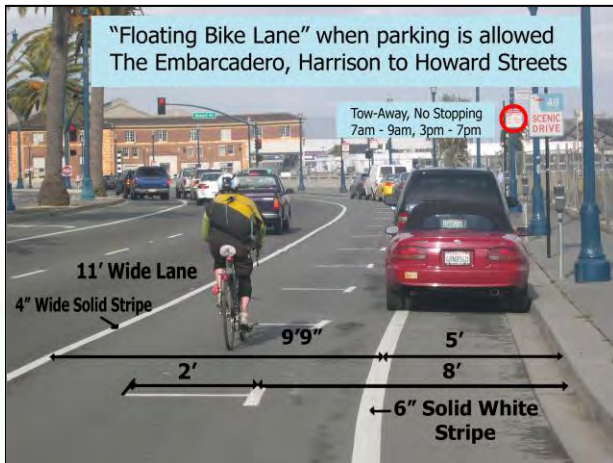 “Floating Bike Lane” when parking is allowed
The Embarcadero, Harrison to Howard Streets
Tow-Away, No Stopping
7am - 9am, 3pm - 7pm
49
SCENIC
DRIVE
11’ Wide Lane
4” Wide Solid Stripe
9’9”
5’
2’
8’
6” Solid White
Stripe